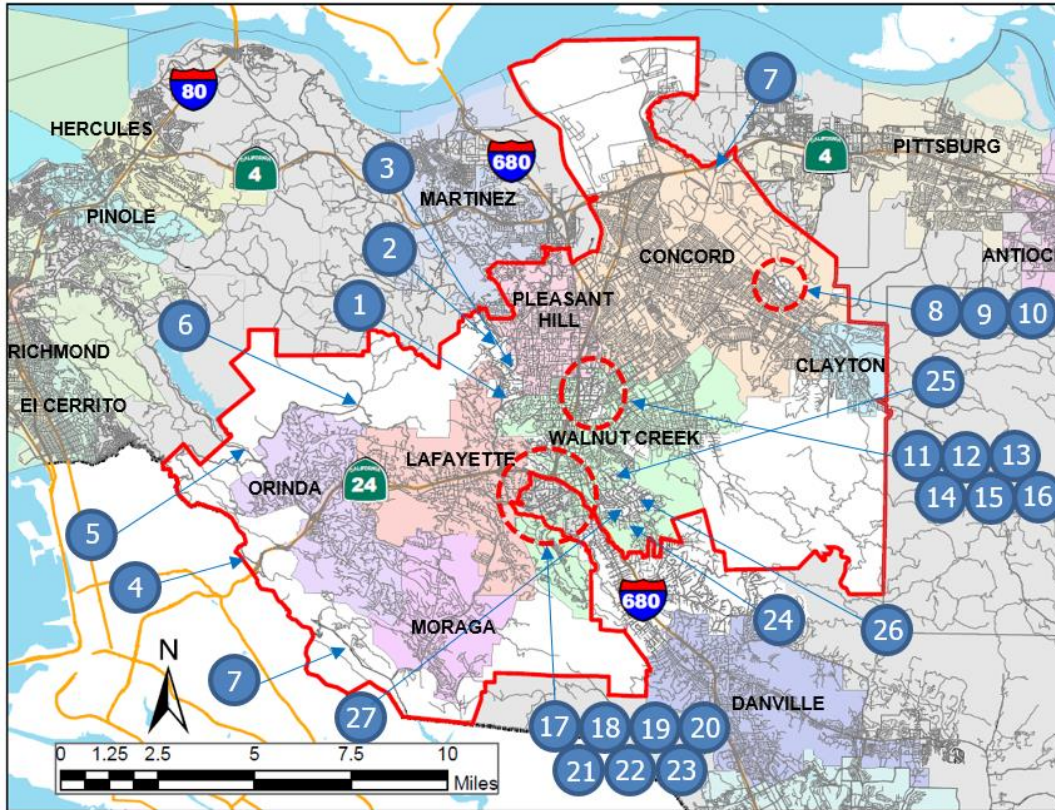 80
HERCULES
CALIFORNIA
4
PINOLE
3
2
1
6
MARTINEZ
680
7
CALIFORNIA
4
PITTSBURG
ANTIOC
CONCORD
PLEASANT
HILL
8 9 10
CLAYTON
25
RICHMOND
El CERRITO
WALNUT CREEK
LAFAYETTE
CALIFORNIA
24
ORINDA
11 12 13
14 15 16
5
4
7
MORAGA
680
24
26
27
17 18 19 20
21 22 23
DANVILLE
N
0 1.25 2.5 5 7.5 10
Miles